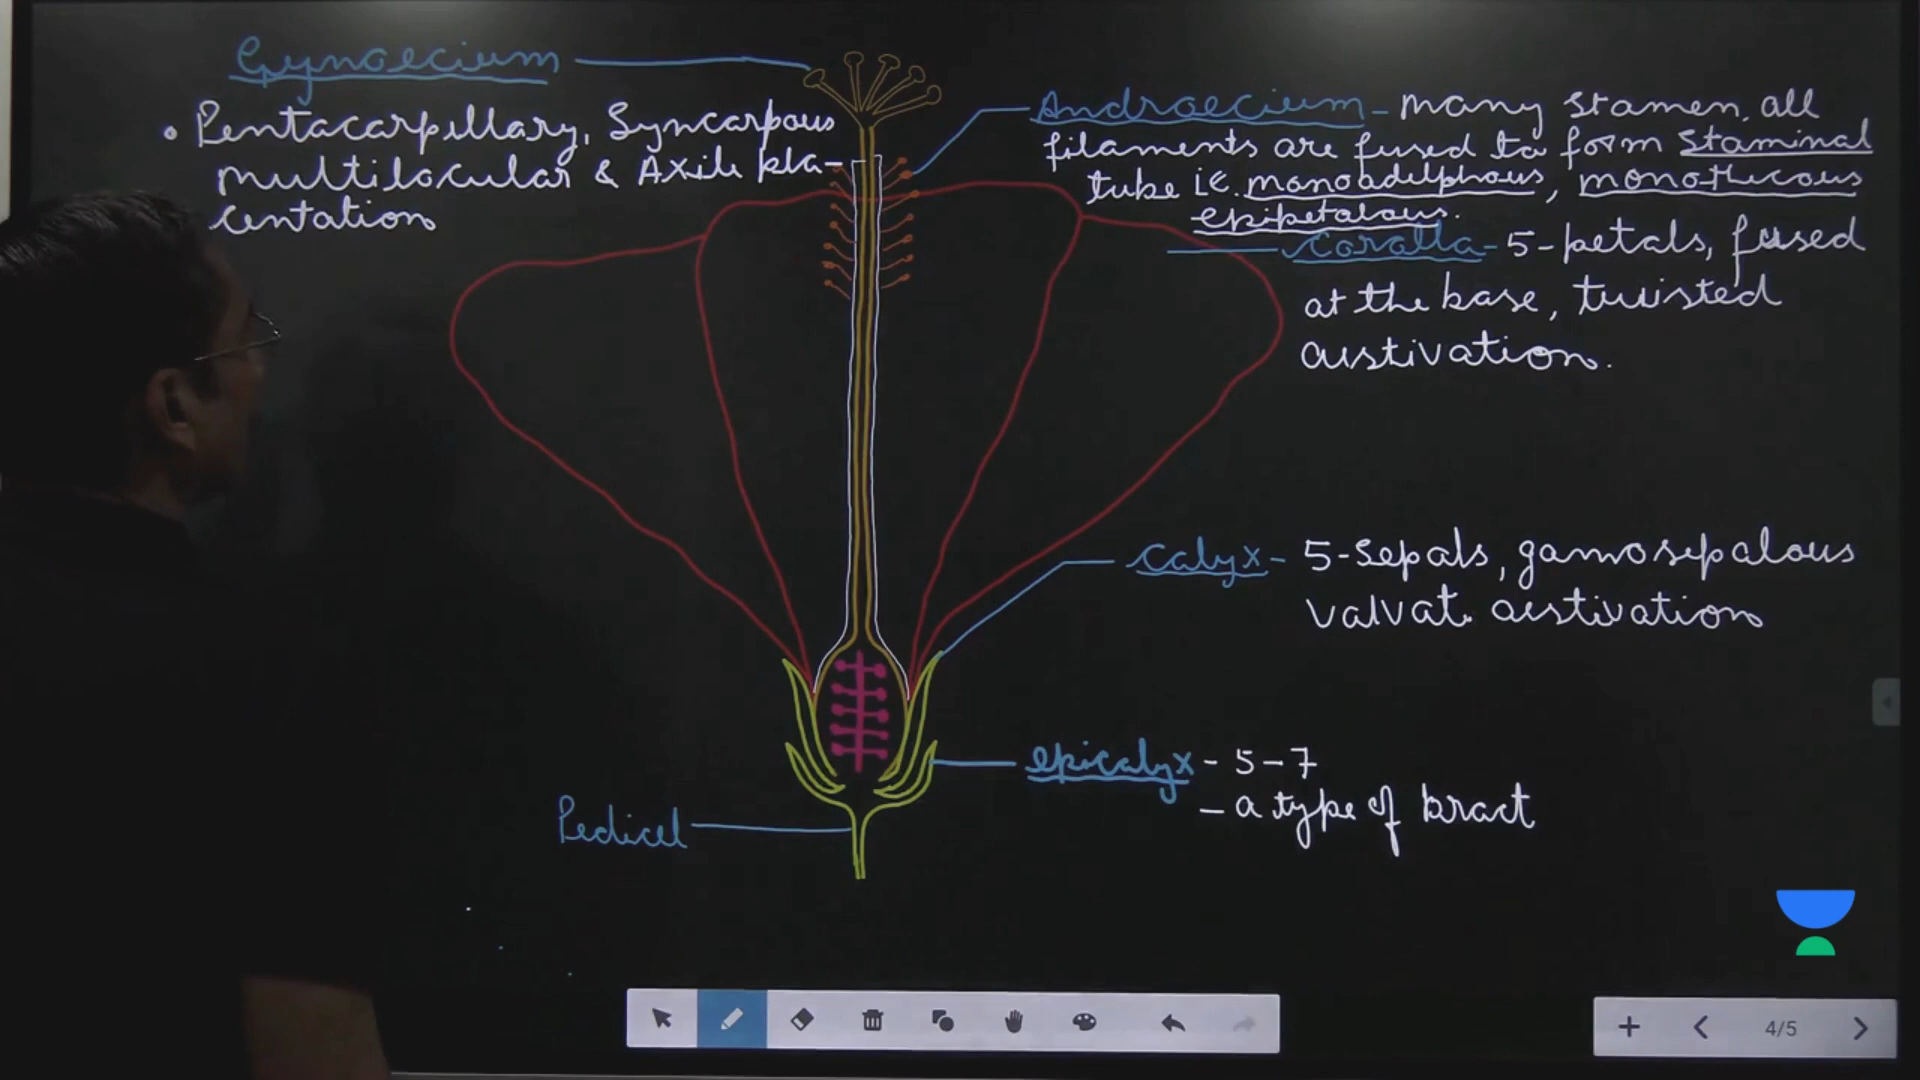 Gynoecium
• Pentacarpillary, Syncarpous
multilocular & Axile pla-
centation
Androecium - many stamen, all
filaments are fused to form Staminal
tube i.e. monoadelphous, monothecous
epipetalous.
corolla - 5-petals, fused
at the base, twisted
austivation.
Calyx - 5-Sepals, gamosepalous
valvate aestivation
epicalyx - 5-7
- a type of bract
Pedicel
4/5